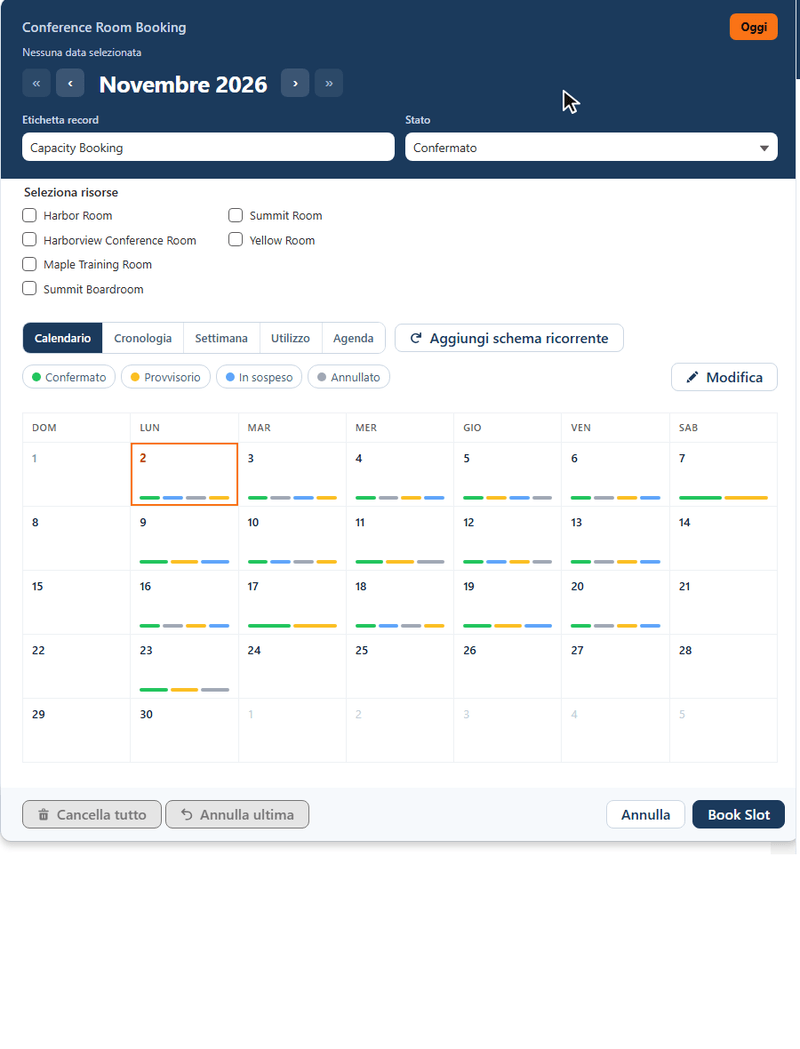 Conference Room Booking
Oggi
Nessuna data selezionata
« ‹ Novembre 2026 › »
Etichetta record
Stato
Capacity Booking
Confermato
Seleziona risorse
Harbor Room
Summit Room
Harborview Conference Room
Yellow Room
Maple Training Room
Summit Boardroom
Calendario Cronologia Settimana Utilizzo Agenda
Aggiungi schema ricorrente
Confermato Provvisorio In sospeso Annullato
Modifica
DOM LUN MAR MER GIO VEN SAB
1 2 3 4 5 6 7
8 9 10 11 12 13 14
15 16 17 18 19 20 21
22 23 24 25 26 27 28
29 30 1 2 3 4 5
Cancella tutto Annulla ultima Annulla Book Slot